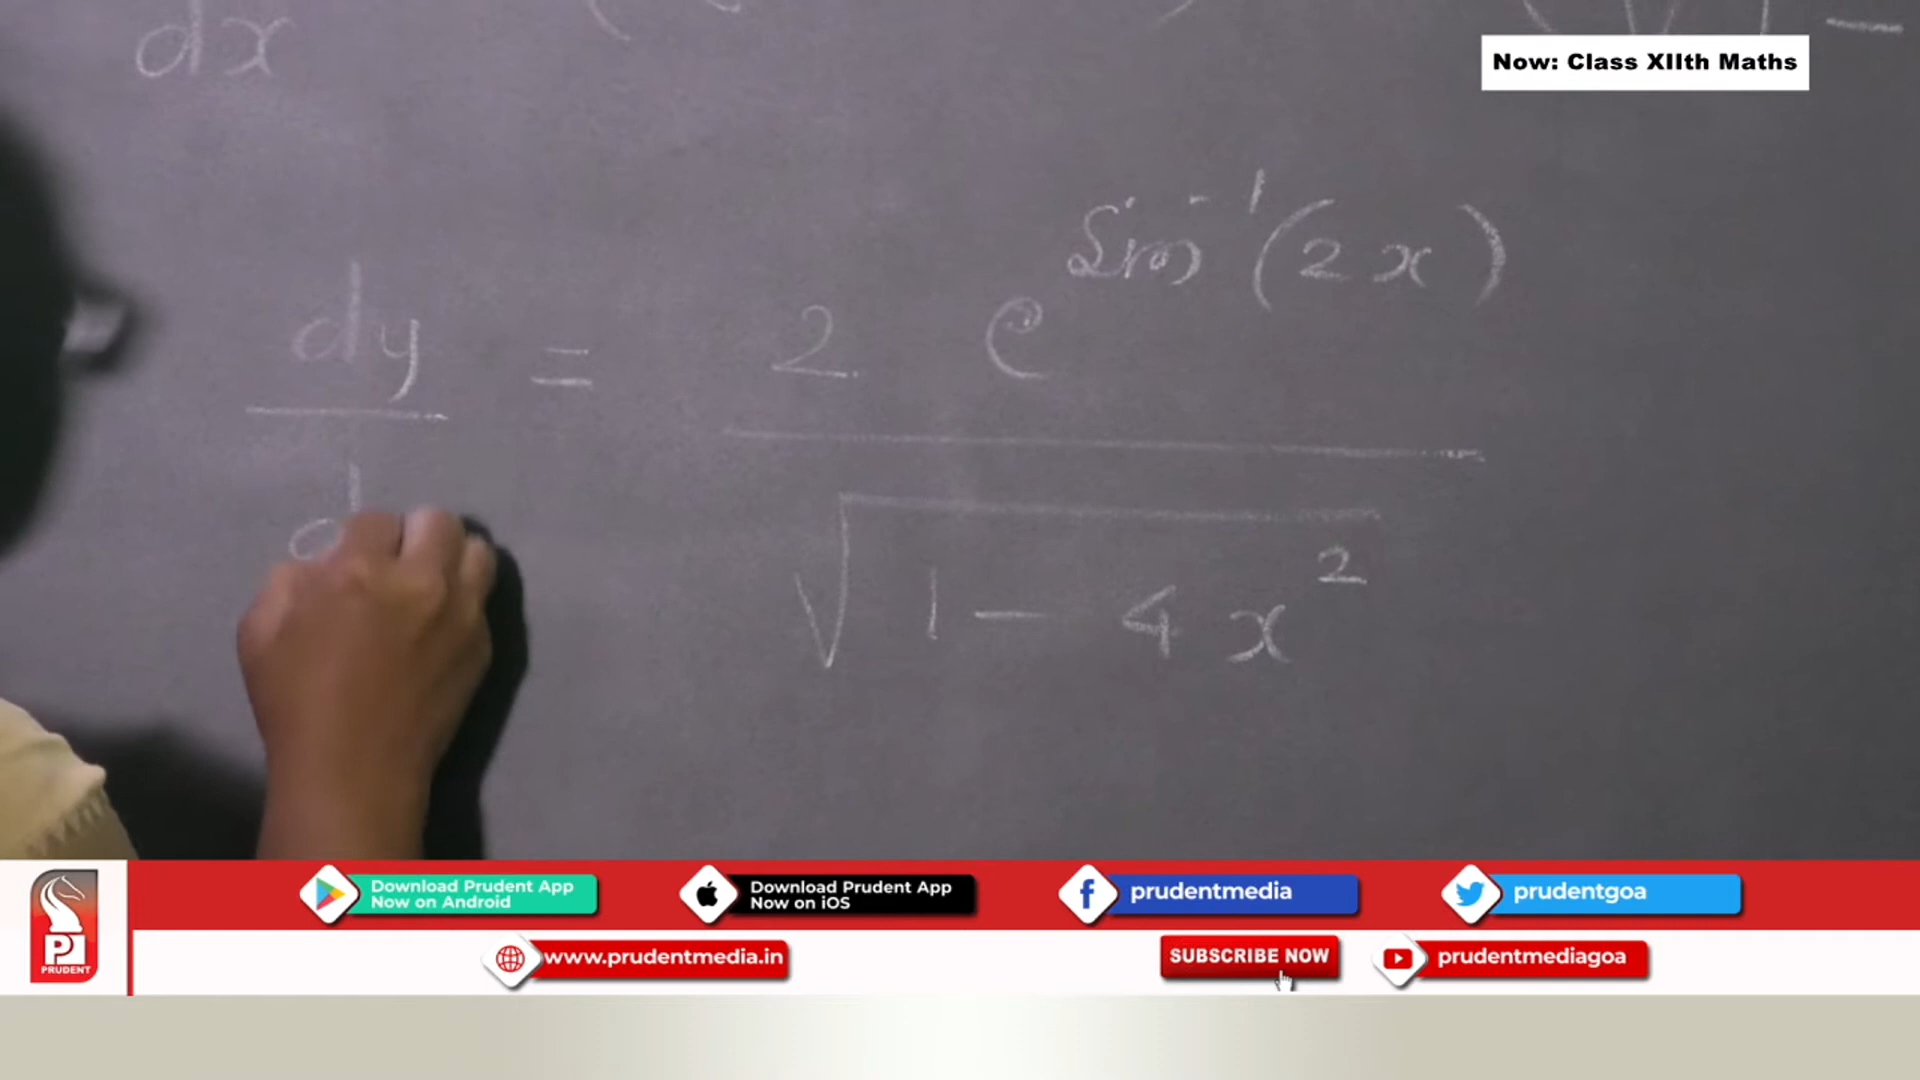 dx
Now: Class XIIth Maths
dy = 2 e^sin^-1(2x)
d √1 - 4x^2
Download Prudent App
Now on Android
Download Prudent App
Now on iOS
prudentmedia
prudentgoa
PRUDENT
www.prudentmedia.in
SUBSCRIBE NOW
prudentmediagoa